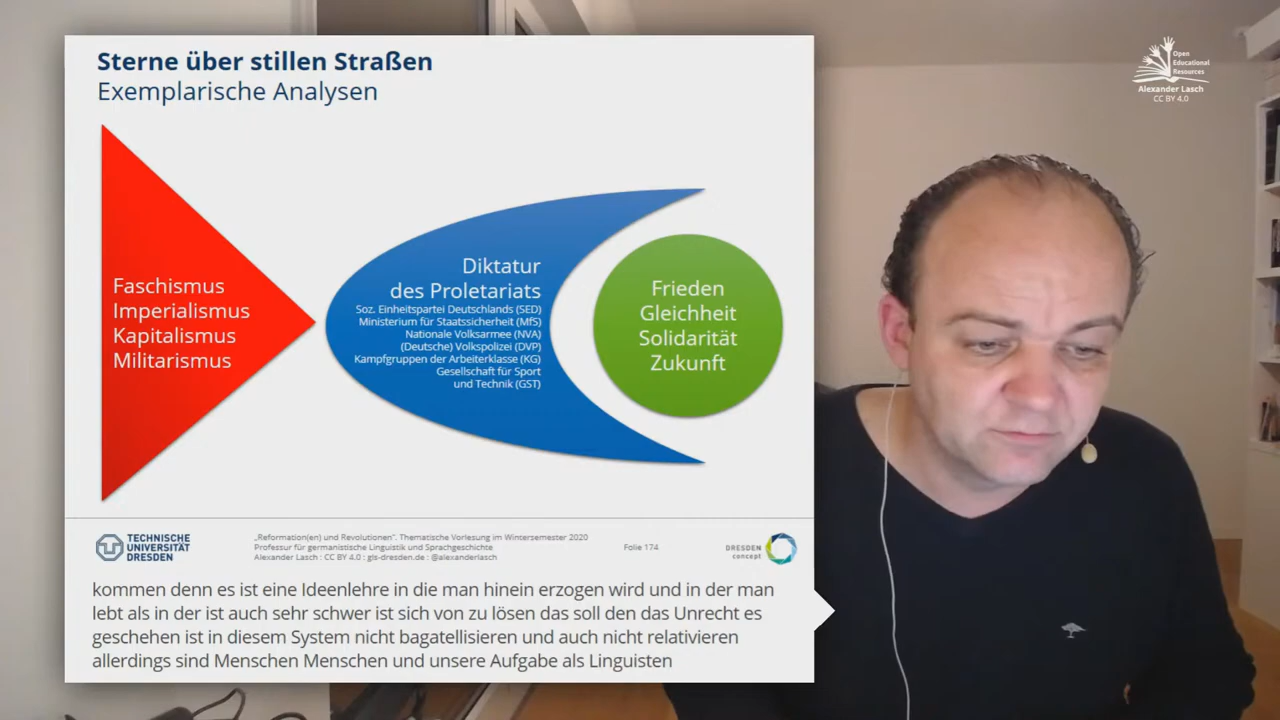 Sterne über stillen Straßen
Exemplarische Analysen
Faschismus
Imperialismus
Kapitalismus
Militarismus
Diktatur
des Proletariats
Soz. Einheitspartei Deutschlands (SED)
Ministerium für Staatssicherheit (MfS)
Nationale Volksarmee (NVA)
(Deutsche) Volkspolizei (DVP)
Kampfgruppen der Arbeiterklasse (KG)
Gesellschaft für Sport
und Technik (GST)
Frieden
Gleichheit
Solidarität
Zukunft
TECHNISCHE
UNIVERSITÄT
DRESDEN
„Reformation(en) und Revolutionen". Thematische Vorlesung im Wintersemester 2020
Professur für germanistische Linguistik und Sprachgeschichte
Alexander Lasch : CC BY 4.0 : gls-dresden.de : @alexanderlasch
Folie 174
DRESDEN
concept
kommen denn es ist eine Ideenlehre in die man hinein erzogen wird und in der man
lebt als in der ist auch sehr schwer ist sich von zu lösen das soll den das Unrecht es
geschehen ist in diesem System nicht bagatellisieren und auch nicht relativieren
allerdings sind Menschen Menschen und unsere Aufgabe als Linguisten
Open
Educational
Resources
Alexander Lasch
CC BY 4.0